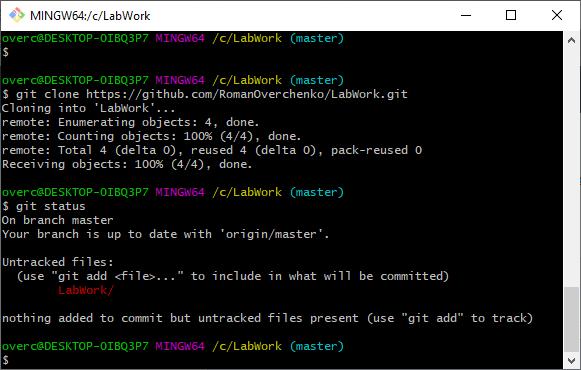 MINGW64:/c/LabWork
overc@DESKTOP-OIBQ3P7 MINGW64 /c/LabWork (master)
$
overc@DESKTOP-OIBQ3P7 MINGW64 /c/LabWork (master)
$ git clone https://github.com/RomanOverchenko/LabWork.git
Cloning into 'LabWork'...
remote: Enumerating objects: 4, done.
remote: Counting objects: 100% (4/4), done.
remote: Total 4 (delta 0), reused 4 (delta 0), pack-reused 0
Receiving objects: 100% (4/4), done.
overc@DESKTOP-OIBQ3P7 MINGW64 /c/LabWork (master)
$ git status
On branch master
Your branch is up to date with 'origin/master'.
Untracked files:
  (use "git add <file>..." to include in what will be committed)
        LabWork/
nothing added to commit but untracked files present (use "git add" to track)
overc@DESKTOP-OIBQ3P7 MINGW64 /c/LabWork (master)
$